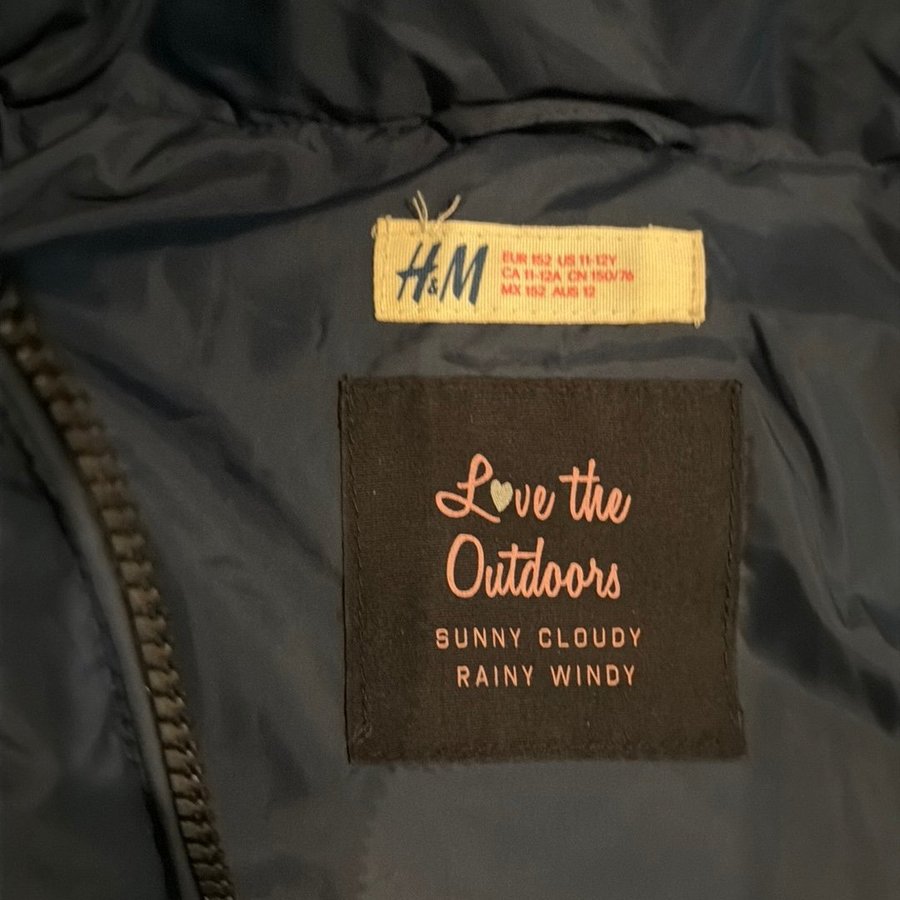 H&M
EUR 152 US 11-12Y
CA 11-12A CN 150/76
MX 152 AUS 12
Love the
Outdoors
SUNNY CLOUDY
RAINY WINDY